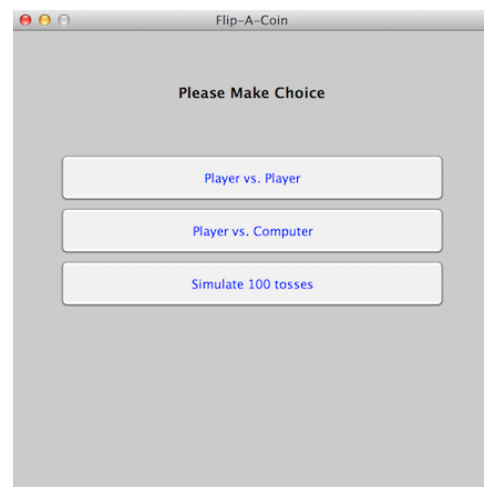 Flip-A-Coin
Please Make Choice
Player vs. Player
Player vs. Computer
Simulate 100 tosses